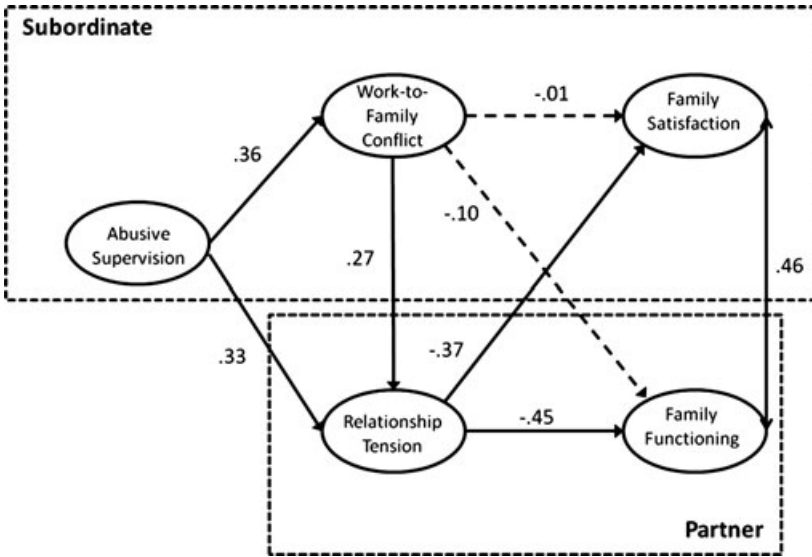 Subordinate
Work-to-
Family
Conflict
-.01
Family
Satisfaction
.36
-.10
Abusive
Supervision
.27
.46
.33
-.37
Relationship
Tension
-.45
Family
Functioning
Partner